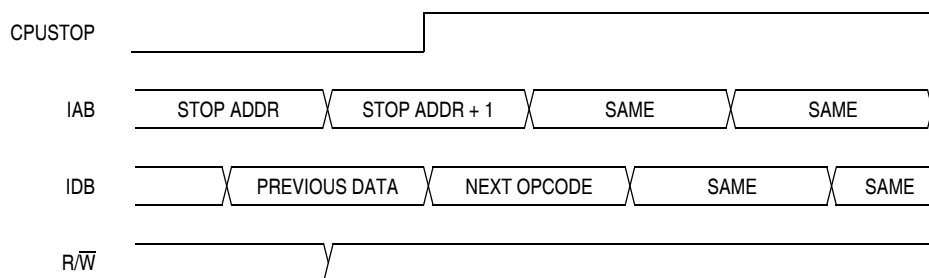 CPUSTOP
IAB STOP ADDR STOP ADDR + 1 SAME SAME
IDB PREVIOUS DATA NEXT OPCODE SAME SAME
R/W̅